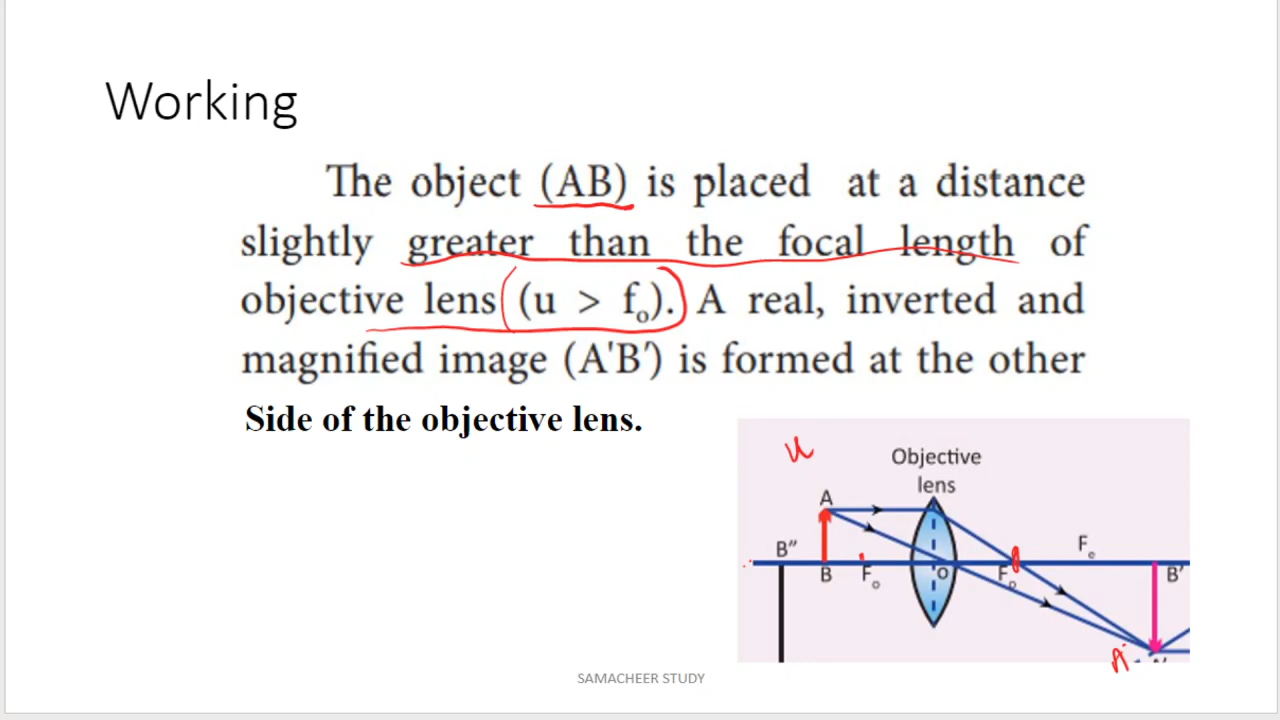 Working
The object (AB) is placed at a distance
slightly greater than the focal length of
objective lens (u > fₒ). A real, inverted and
magnified image (A'B') is formed at the other
Side of the objective lens.
u
Objective
lens
A
B"
Fₑ
B
Fₒ
O
Fₒ
B'
A'
SAMACHEER STUDY